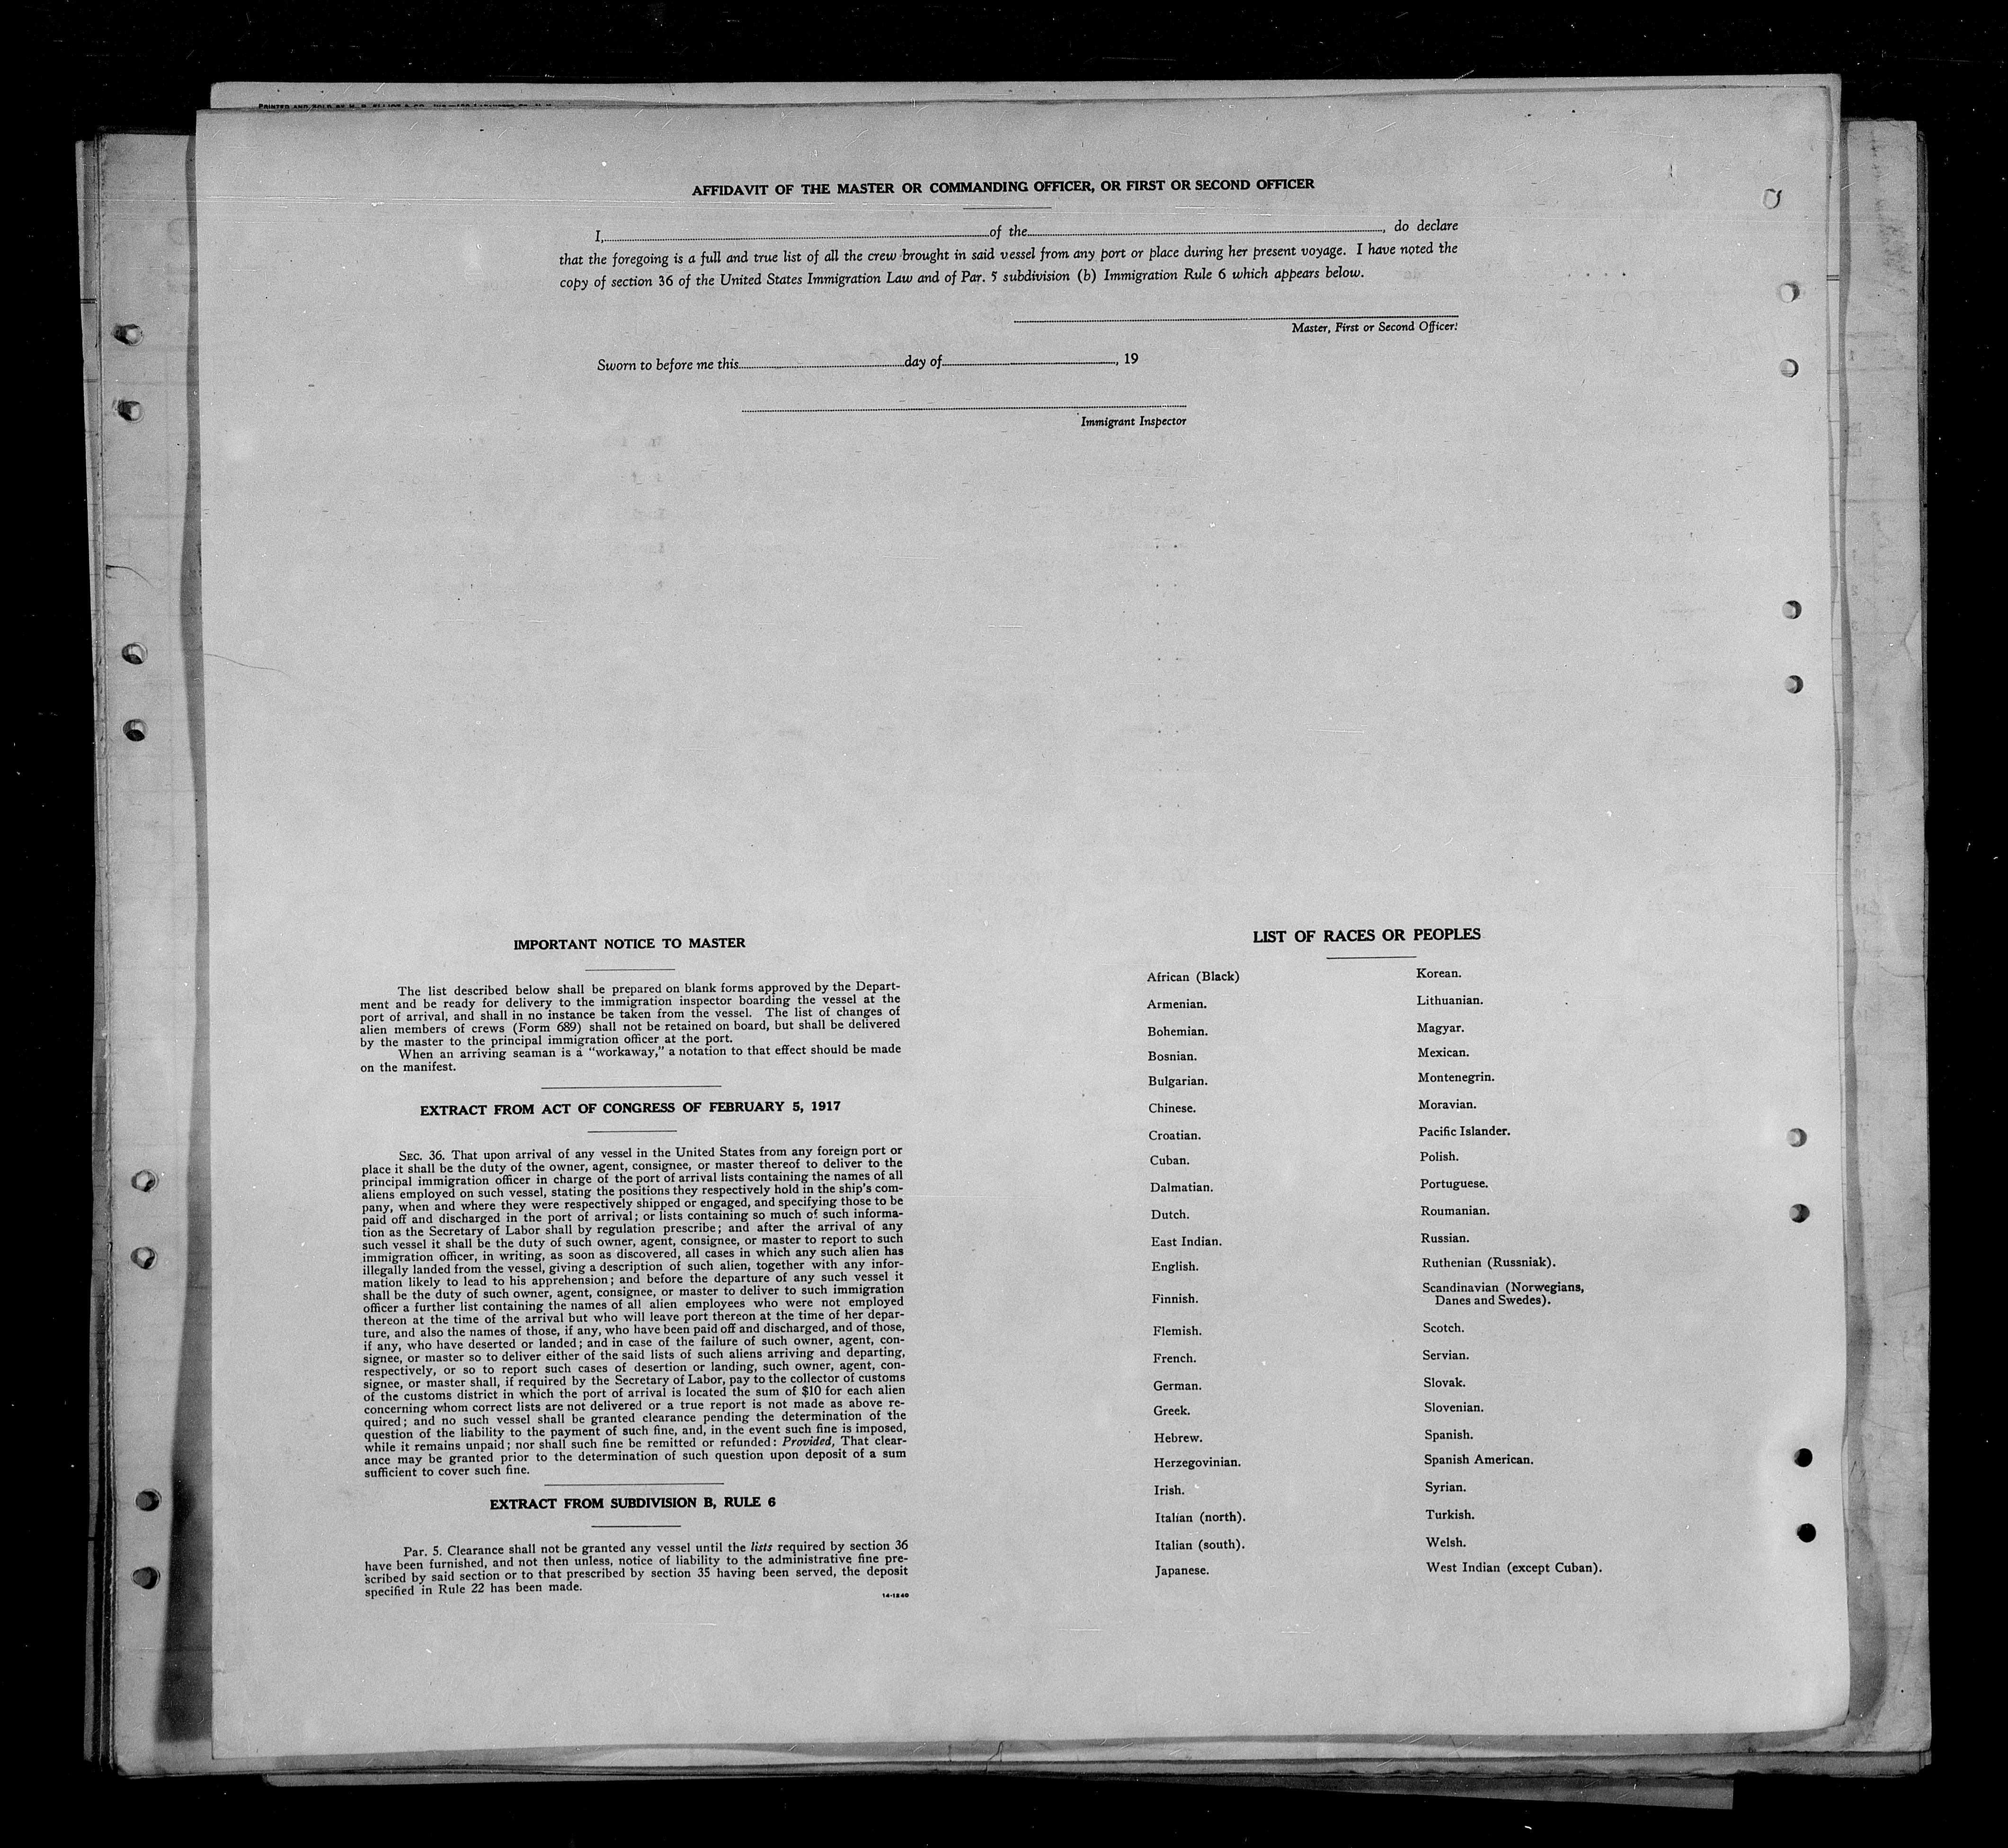 PRINTED AND SOLD BY
AFFIDAVIT OF THE MASTER OR COMMANDING OFFICER, OR FIRST OR SECOND OFFICER
I, of the , do declare
that the foregoing is a full and true list of all the crew brought in said vessel from any port or place during her present voyage. I have noted the
copy of section 36 of the United States Immigration Law and of Par. 5 subdivision (b) Immigration Rule 6 which appears below.
Master, First or Second Officer.
Sworn to before me this day of , 19
Immigrant Inspector
IMPORTANT NOTICE TO MASTER
The list described below shall be prepared on blank forms approved by the Depart-
ment and be ready for delivery to the immigration inspector boarding the vessel at the
port of arrival, and shall in no instance be taken from the vessel. The list of changes of
alien members of crews (Form 689) shall not be retained on board, but shall be delivered
by the master to the principal immigration officer at the port.
When an arriving seaman is a "workaway," a notation to that effect should be made
on the manifest.
EXTRACT FROM ACT OF CONGRESS OF FEBRUARY 5, 1917
SEC. 36. That upon arrival of any vessel in the United States from any foreign port or
place it shall be the duty of the owner, agent, consignee, or master thereof to deliver to the
principal immigration officer in charge of the port of arrival lists containing the names of all
aliens employed on such vessel, stating the positions they respectively hold in the ship's com-
pany, when and where they were respectively shipped or engaged, and specifying those to be
paid off and discharged in the port of arrival; or lists containing so much of such informa-
tion as the Secretary of Labor shall by regulation prescribe; and after the arrival of any
such vessel it shall be the duty of such owner, agent, consignee, or master to report to such
immigration officer, in writing, as soon as discovered, all cases in which any such alien has
illegally landed from the vessel, giving a description of such alien, together with any infor-
mation likely to lead to his apprehension; and before the departure of any such vessel it
shall be the duty of such owner, agent, consignee, or master to deliver to such immigration
officer a further list containing the names of all alien employees who were not employed
thereon at the time of the arrival but who will leave port thereon at the time of her depar-
ture, and also the names of those, if any, who have been paid off and discharged, and of those,
if any, who have deserted or landed; and in case of the failure of such owner, agent, con-
signee, or master so to deliver either of the said lists of such aliens arriving and departing,
respectively, or so to report such cases of desertion or landing, such owner, agent, con-
signee, or master shall, if required by the Secretary of Labor, pay to the collector of customs
of the customs district in which the port of arrival is located the sum of $10 for each alien
concerning whom correct lists are not delivered or a true report is not made as above re-
quired; and no such vessel shall be granted clearance pending the determination of the
question of the liability to the payment of such fine, and, in the event such fine is imposed,
while it remains unpaid; nor shall such fine be remitted or refunded: Provided, That clear-
ance may be granted prior to the determination of such question upon deposit of a sum
sufficient to cover such fine.
EXTRACT FROM SUBDIVISION B, RULE 6
Par. 5. Clearance shall not be granted any vessel until the lists required by section 36
have been furnished, and not then unless, notice of liability to the administrative fine pre-
scribed by said section or to that prescribed by section 35 having been served, the deposit
specified in Rule 22 has been made.
14-1240
LIST OF RACES OR PEOPLES
African (Black)
Armenian.
Bohemian.
Bosnian.
Bulgarian.
Chinese.
Croatian.
Cuban.
Dalmatian.
Dutch.
East Indian.
English.
Finnish.
Flemish.
French.
German.
Greek.
Hebrew.
Herzegovinian.
Irish.
Italian (north).
Italian (south).
Japanese.
Korean.
Lithuanian.
Magyar.
Mexican.
Montenegrin.
Moravian.
Pacific Islander.
Polish.
Portuguese.
Roumanian.
Russian.
Ruthenian (Russniak).
Scandinavian (Norwegians,
Danes and Swedes).
Scotch.
Servian.
Slovak.
Slovenian.
Spanish.
Spanish American.
Syrian.
Turkish.
Welsh.
West Indian (except Cuban).